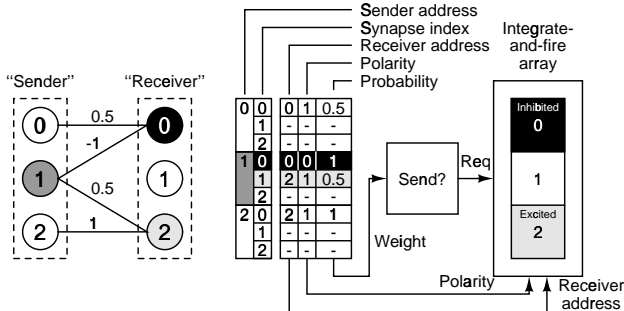 Sender address
Synapse index
Receiver address
Polarity
Probability
Integrate-
and-fire
array
"Sender"
"Receiver"
0
0.5
0
-1
1
0.5
1
2
1
2
0 0 0 1 0.5
1 - - -
2 - - -
1 0 0 0 1
1 2 1 0.5
2 - - -
2 0 2 1 1
1 - - -
2 - - -
Send?
Req
Weight
Inhibited
0
1
Excited
2
Polarity
Receiver
address